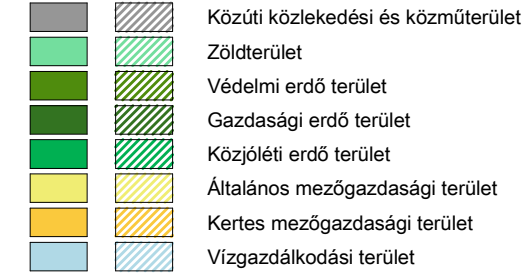 Közúti közlekedési és közműterület
Zöldterület
Védelmi erdő terület
Gazdasági erdő terület
Közjóléti erdő terület
Általános mezőgazdasági terület
Kertes mezőgazdasági terület
Vízgazdálkodási terület